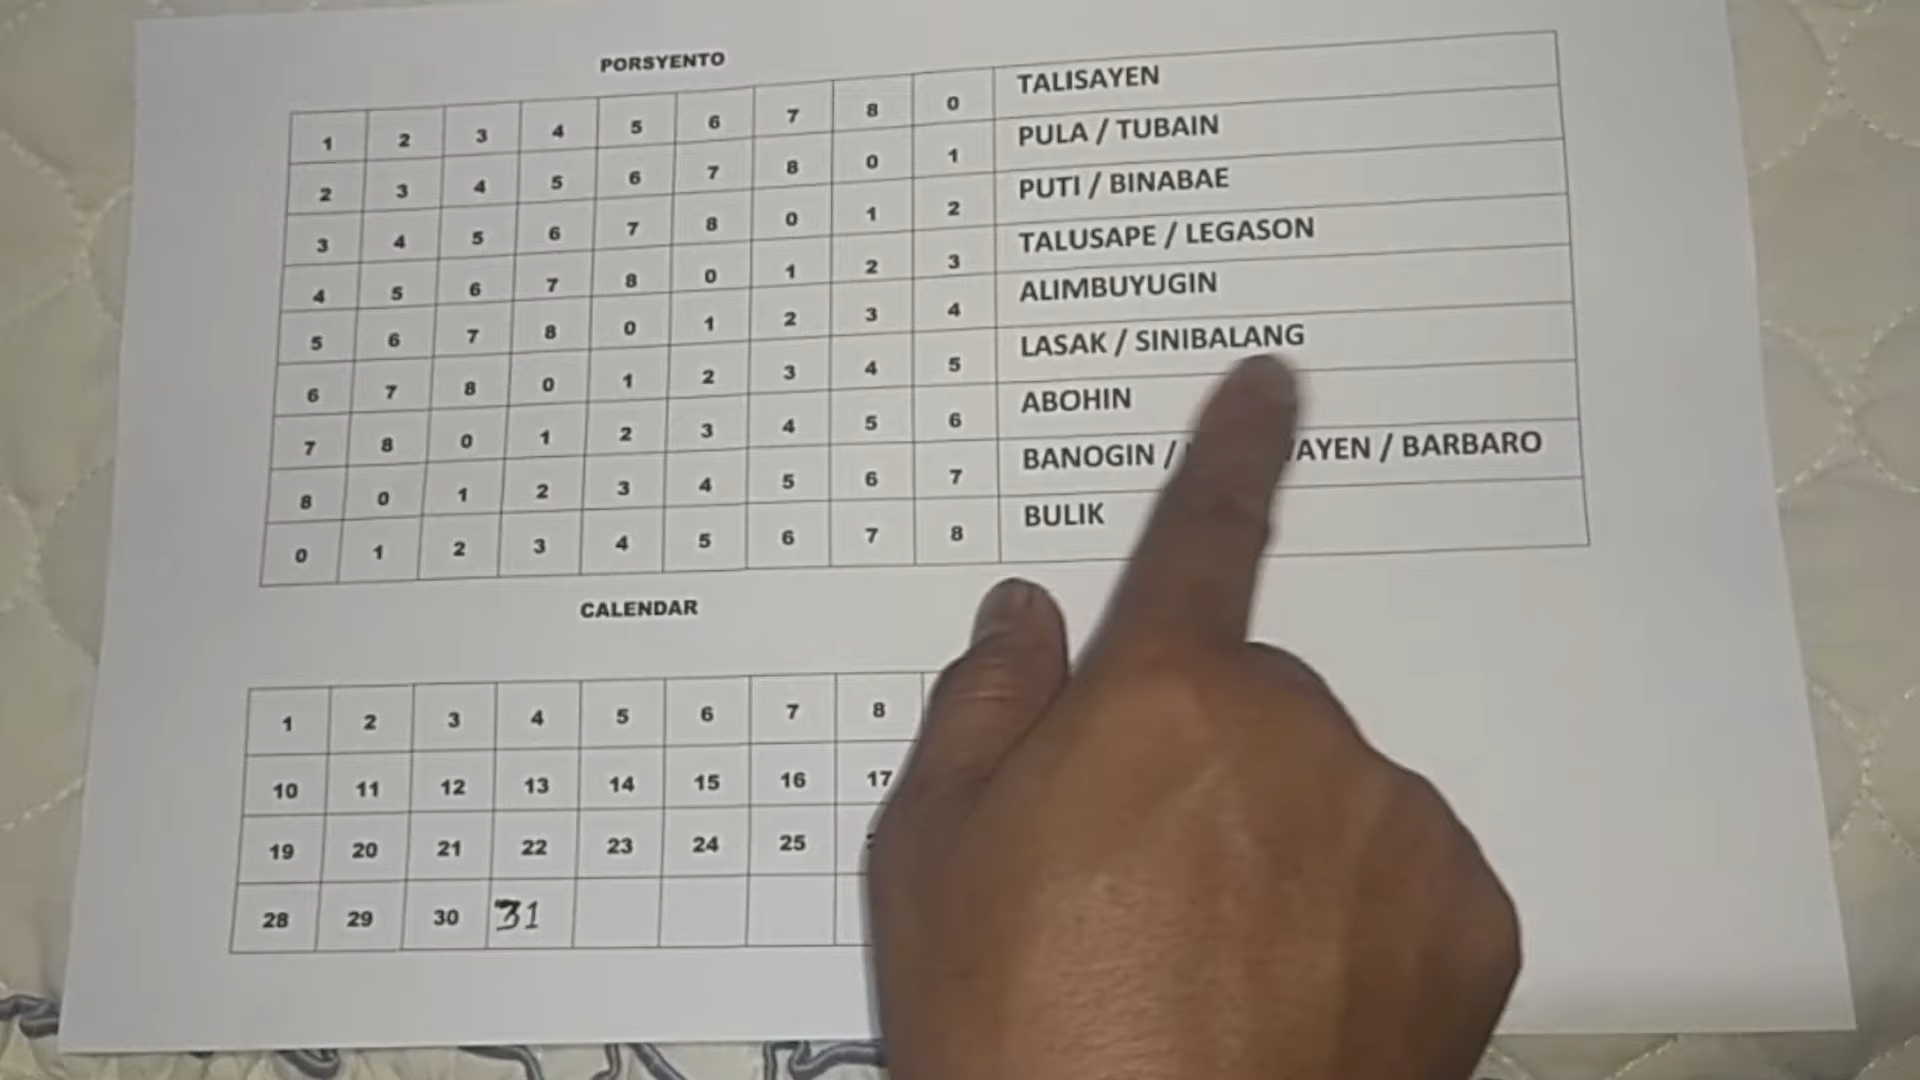 PORSYENTO
1 2 3 4 5 6 7 8 0 TALISAYEN
2 3 4 5 6 7 8 0 1 PULA / TUBAIN
3 4 5 6 7 8 0 1 2 PUTI / BINABAE
4 5 6 7 8 0 1 2 3 TALUSAPE / LEGASON
5 6 7 8 0 1 2 3 4 ALIMBUYUGIN
6 7 8 0 1 2 3 4 5 LASAK / SINIBALANG
7 8 0 1 2 3 4 5 6 ABOHIN
8 0 1 2 3 4 5 6 7 BANOGIN / / BARBARO
0 1 2 3 4 5 6 7 8 BULIK
CALENDAR
1 2 3 4 5 6 7 8
10 11 12 13 14 15 16 17
19 20 21 22 23 24 25
28 29 30 31